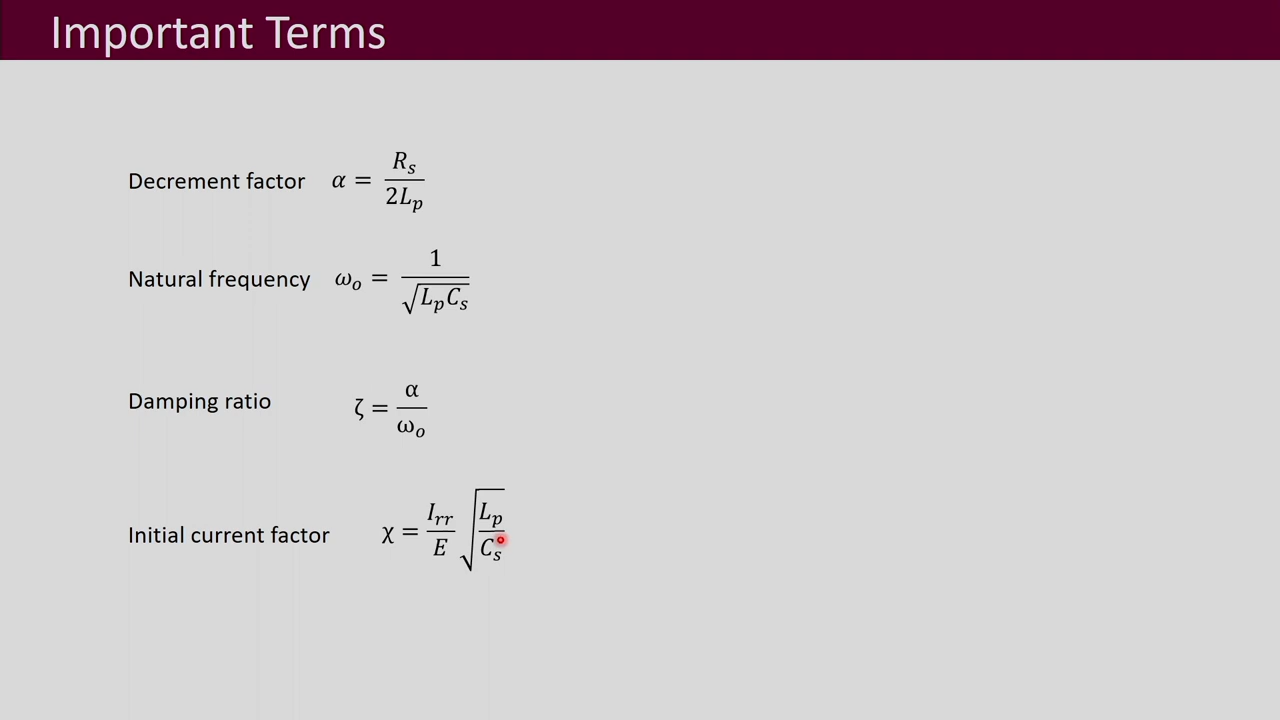 Important Terms
Decrement factor α = R_s / 2L_p
Natural frequency ω_o = 1 / √(L_p C_s)
Damping ratio ζ = α / ω_o
Initial current factor χ = I_rr / E √(L_p / C_s)